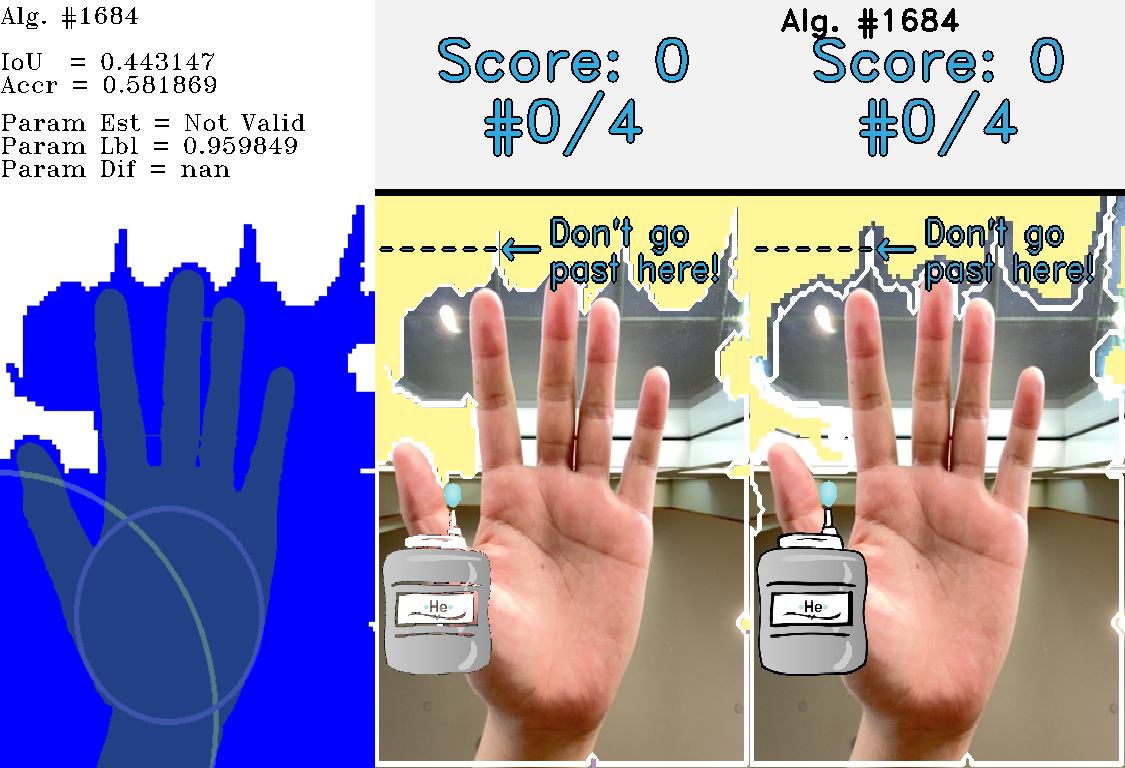 Alg. #1684
IoU = 0.443147
Accr = 0.581869
Param Est = Not Valid
Param Lbl = 0.959849
Param Dif = nan
Score: 0
#0/4
Don't go
past here!
He
Alg. #1684
Score: 0
#0/4
Don't go
past here!
He